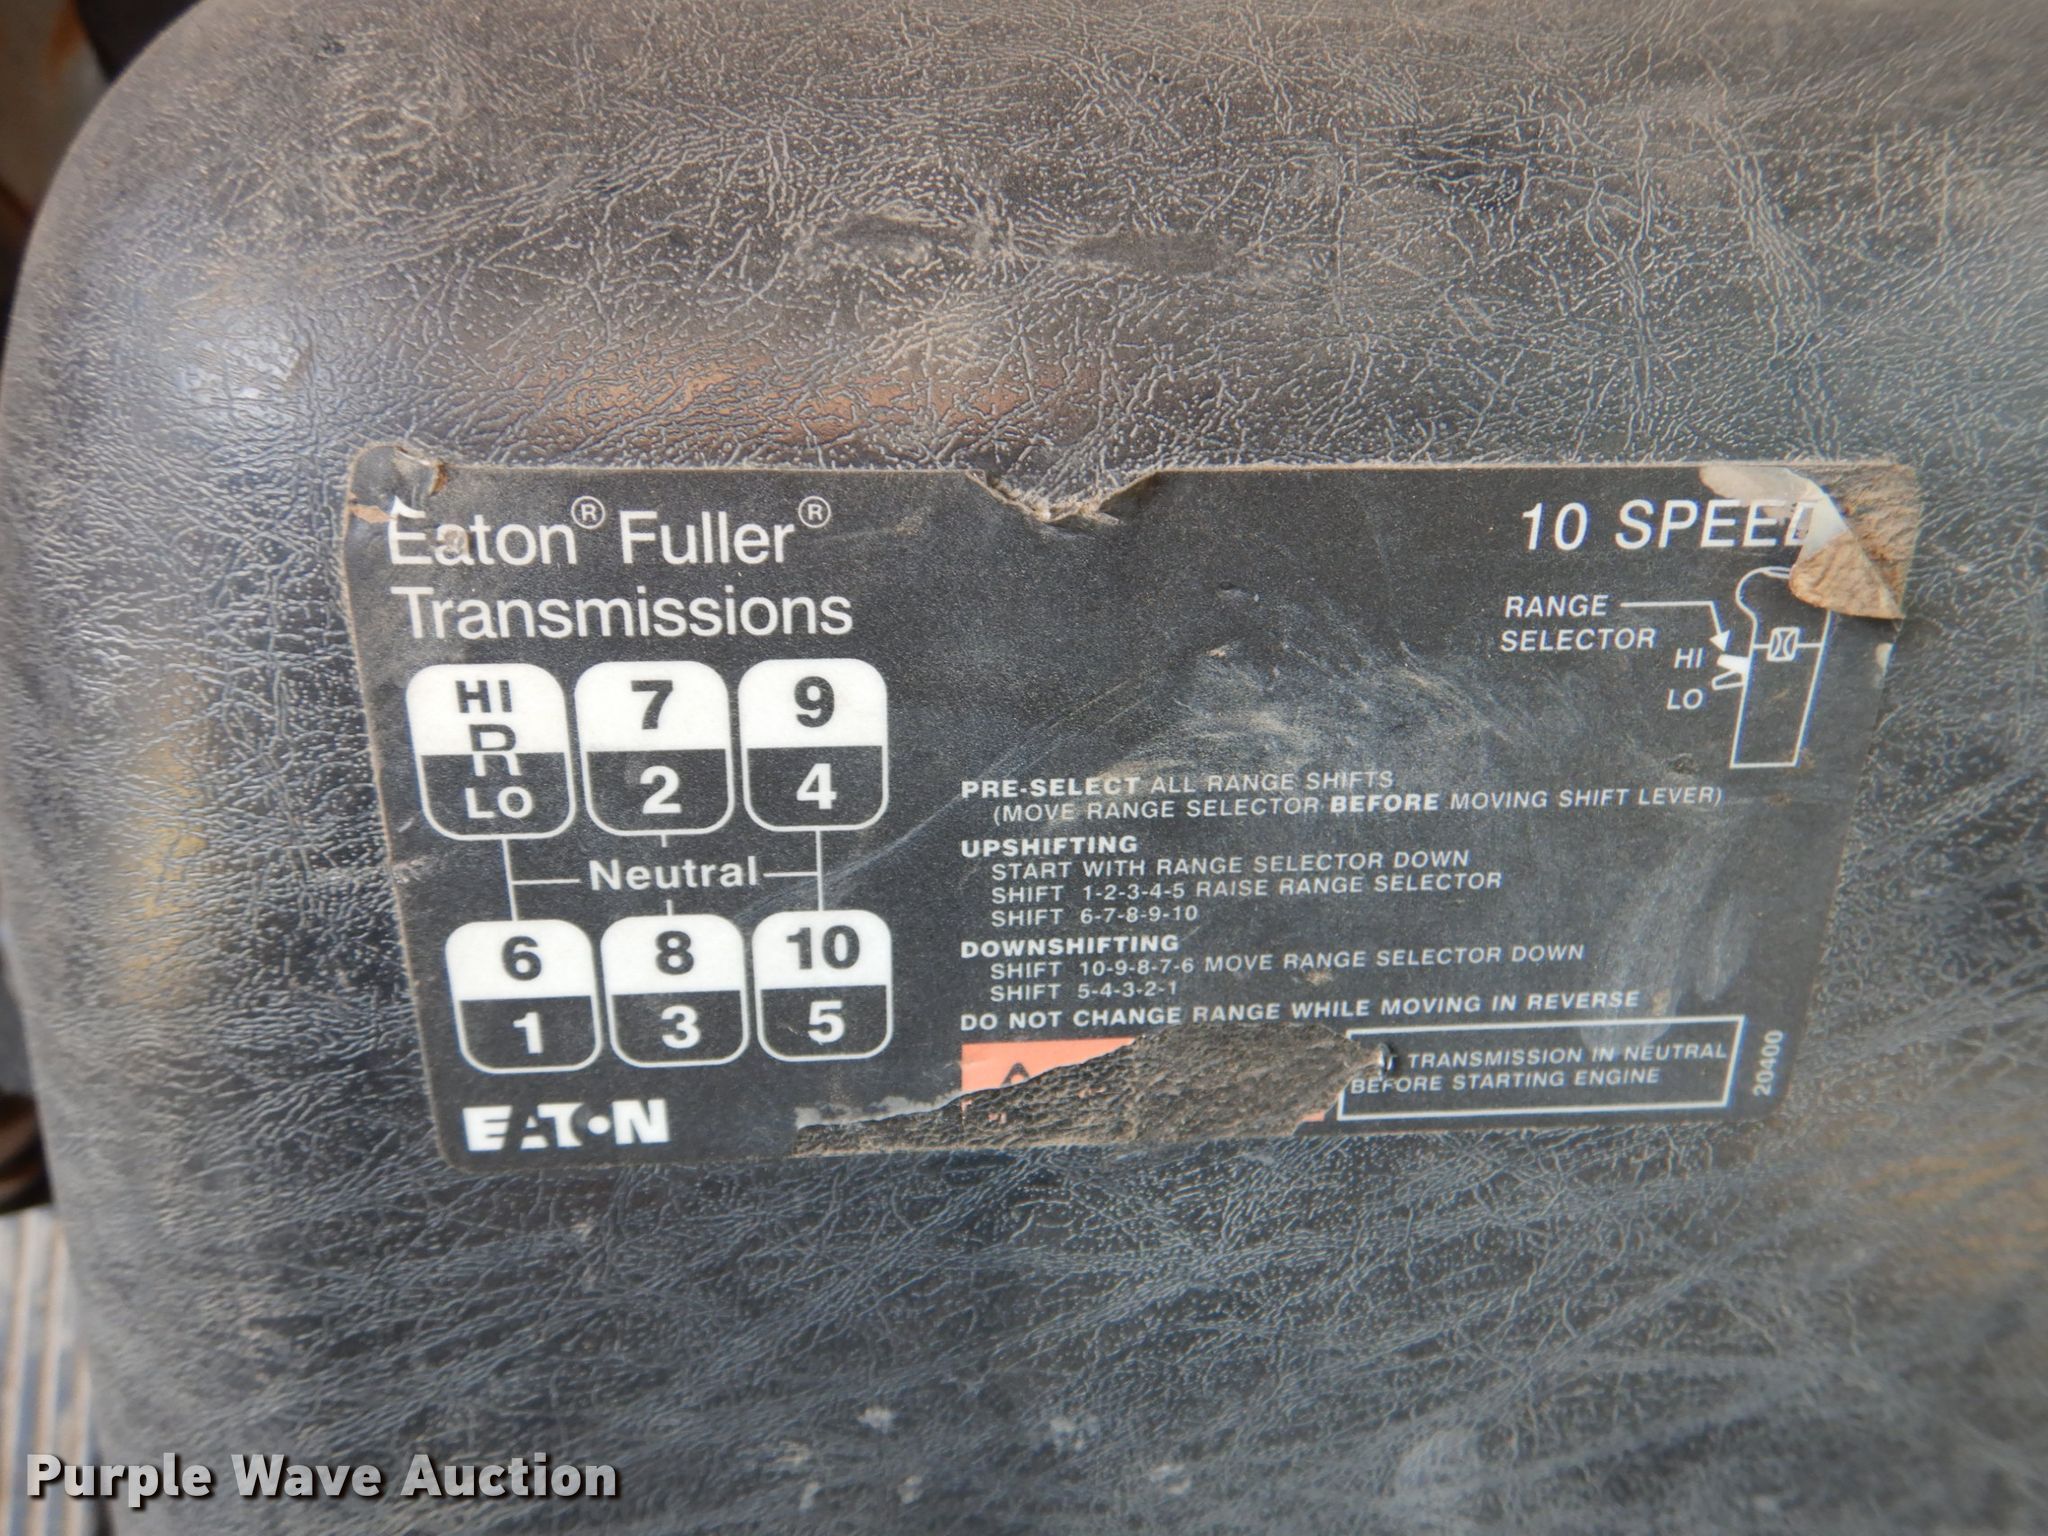 Eaton® Fuller®
Transmissions
10 SPEED
RANGE
SELECTOR
HI
LO
HI
R
LO
7
2
9
4
Neutral
6
1
8
3
10
5
EATON
PRE-SELECT ALL RANGE SHIFTS
(MOVE RANGE SELECTOR BEFORE MOVING SHIFT LEVER)
UPSHIFTING
START WITH RANGE SELECTOR DOWN
SHIFT 1-2-3-4-5 RAISE RANGE SELECTOR
SHIFT 6-7-8-9-10
DOWNSHIFTING
SHIFT 10-9-8-7-6 MOVE RANGE SELECTOR DOWN
SHIFT 5-4-3-2-1
DO NOT CHANGE RANGE WHILE MOVING IN REVERSE
TRANSMISSION IN NEUTRAL
BEFORE STARTING ENGINE
20400
Purple Wave Auction